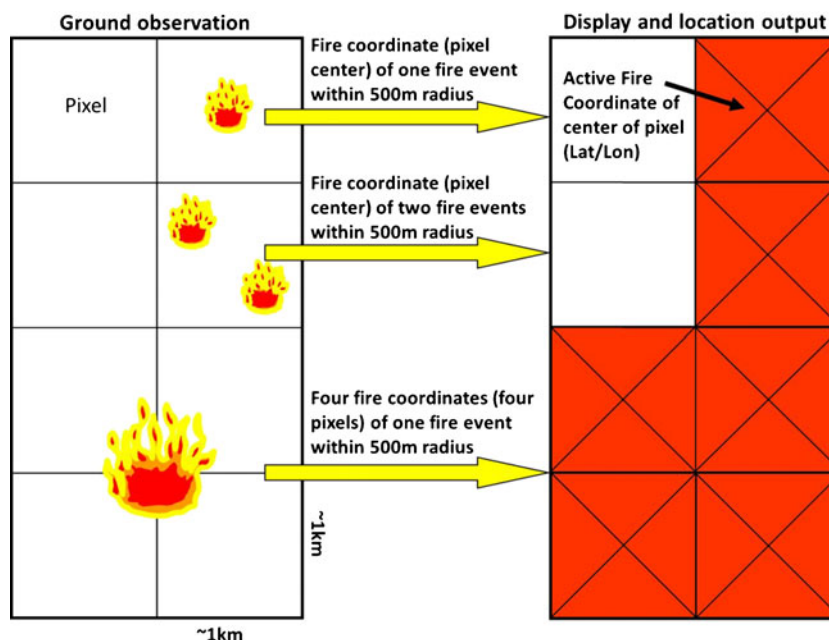 Ground observation
Display and location output
Pixel
Fire coordinate (pixel
center) of one fire event
within 500m radius
Active Fire
Coordinate of
center of pixel
(Lat/Lon)
Fire coordinate (pixel
center) of two fire events
within 500m radius
Four fire coordinates (four
pixels) of one fire event
within 500m radius
~1km
~1km